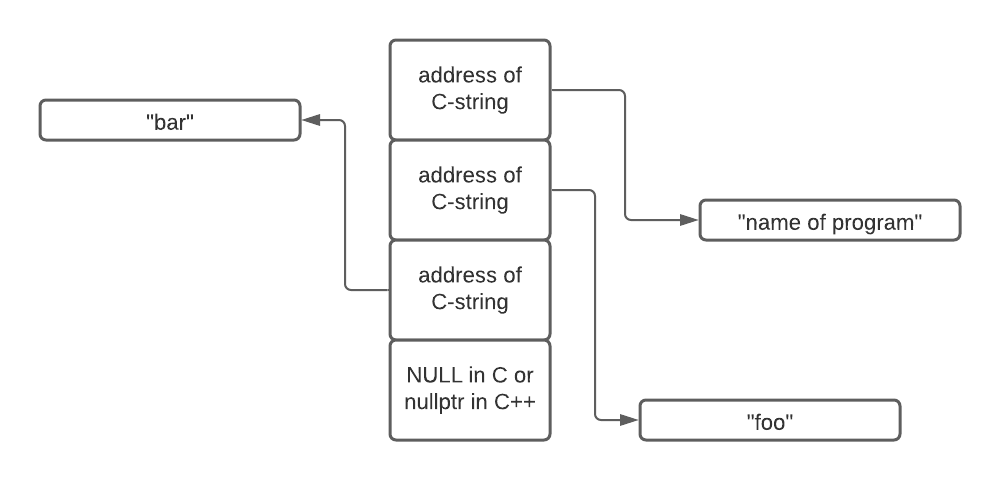 address of
C-string
"bar"
address of
C-string
"name of program"
address of
C-string
NULL in C or
nullptr in C++
"foo"